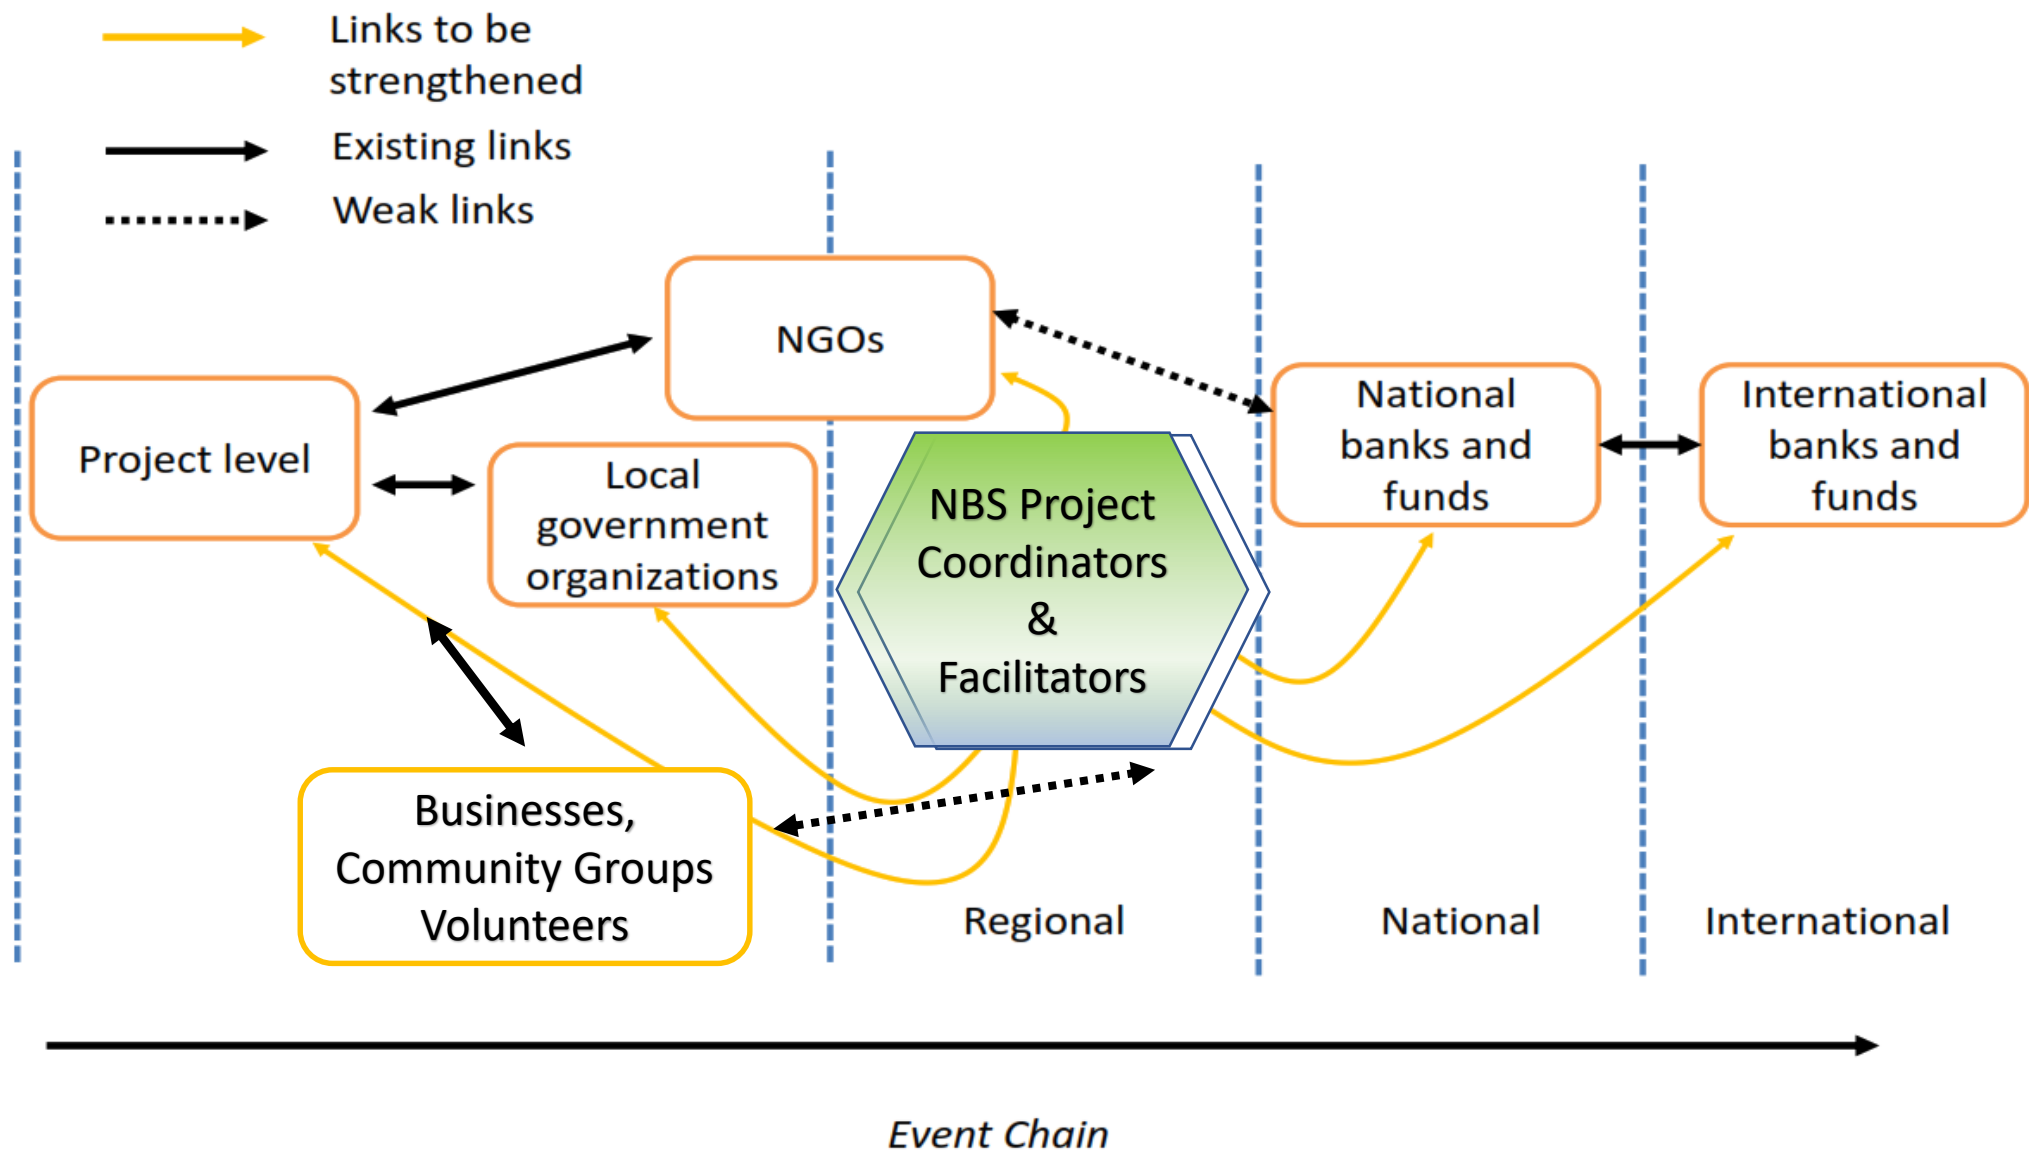 Links to be
strengthened
Existing links
Weak links
NGOs
Project level
Local
government
organizations
NBS Project
Coordinators
&
Facilitators
National
banks and
funds
International
banks and
funds
Businesses,
Community Groups
Volunteers
Regional
National
International
Event Chain